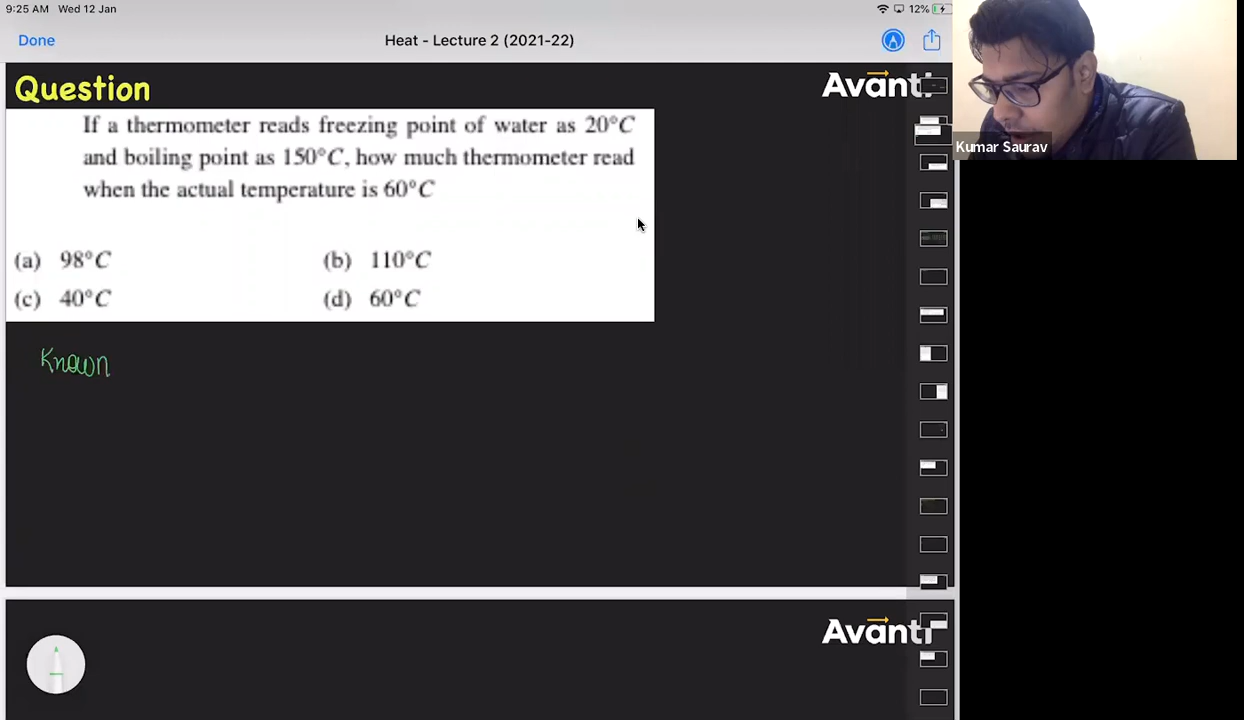 9:25 AM Wed 12 Jan
12%
Done
Heat - Lecture 2 (2021-22)
Question
Avanti
If a thermometer reads freezing point of water as 20°C
and boiling point as 150°C, how much thermometer read
when the actual temperature is 60°C
Kumar Saurav
(a) 98°C (b) 110°C
(c) 40°C (d) 60°C
Known
Avanti